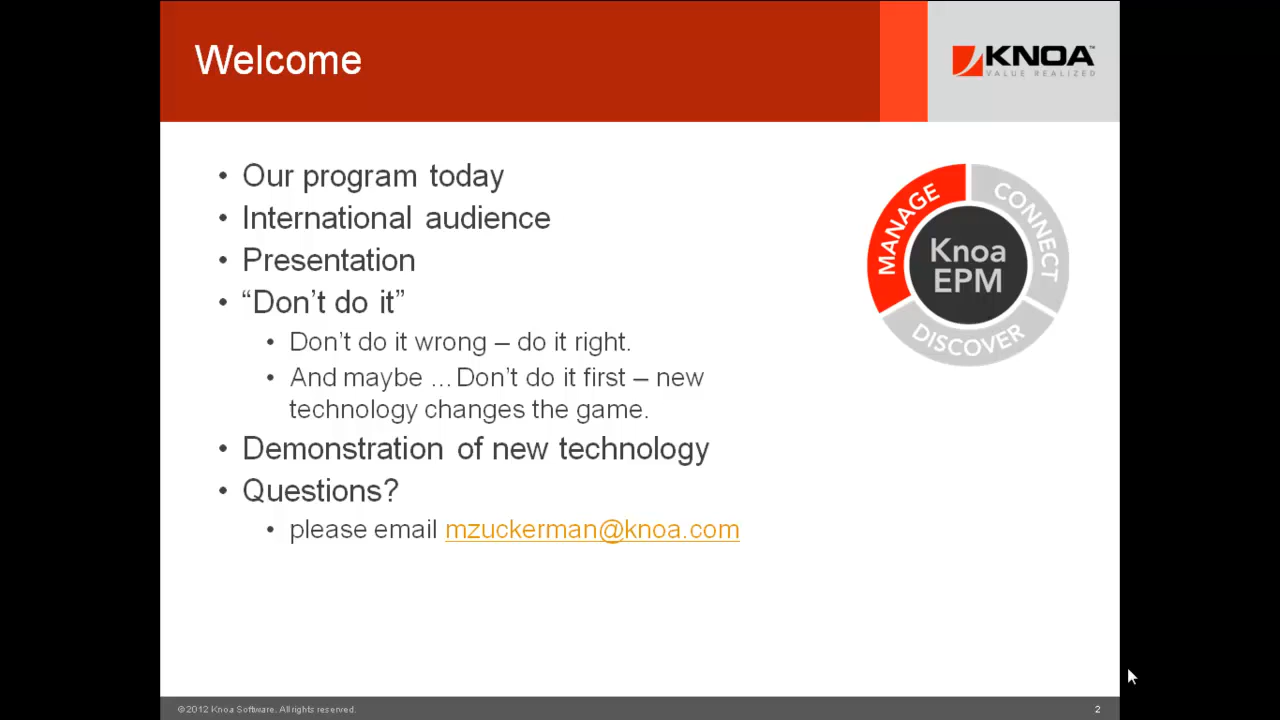 Welcome
KNOA™
VALUE REALIZED
• Our program today
• International audience
• Presentation
• “Don’t do it”
• Don’t do it wrong – do it right.
• And maybe ... Don’t do it first – new
technology changes the game.
• Demonstration of new technology
• Questions?
• please email mzuckerman@knoa.com
MANAGE
CONNECT
DISCOVER
Knoa
EPM
© 2012 Knoa Software. All rights reserved.
2